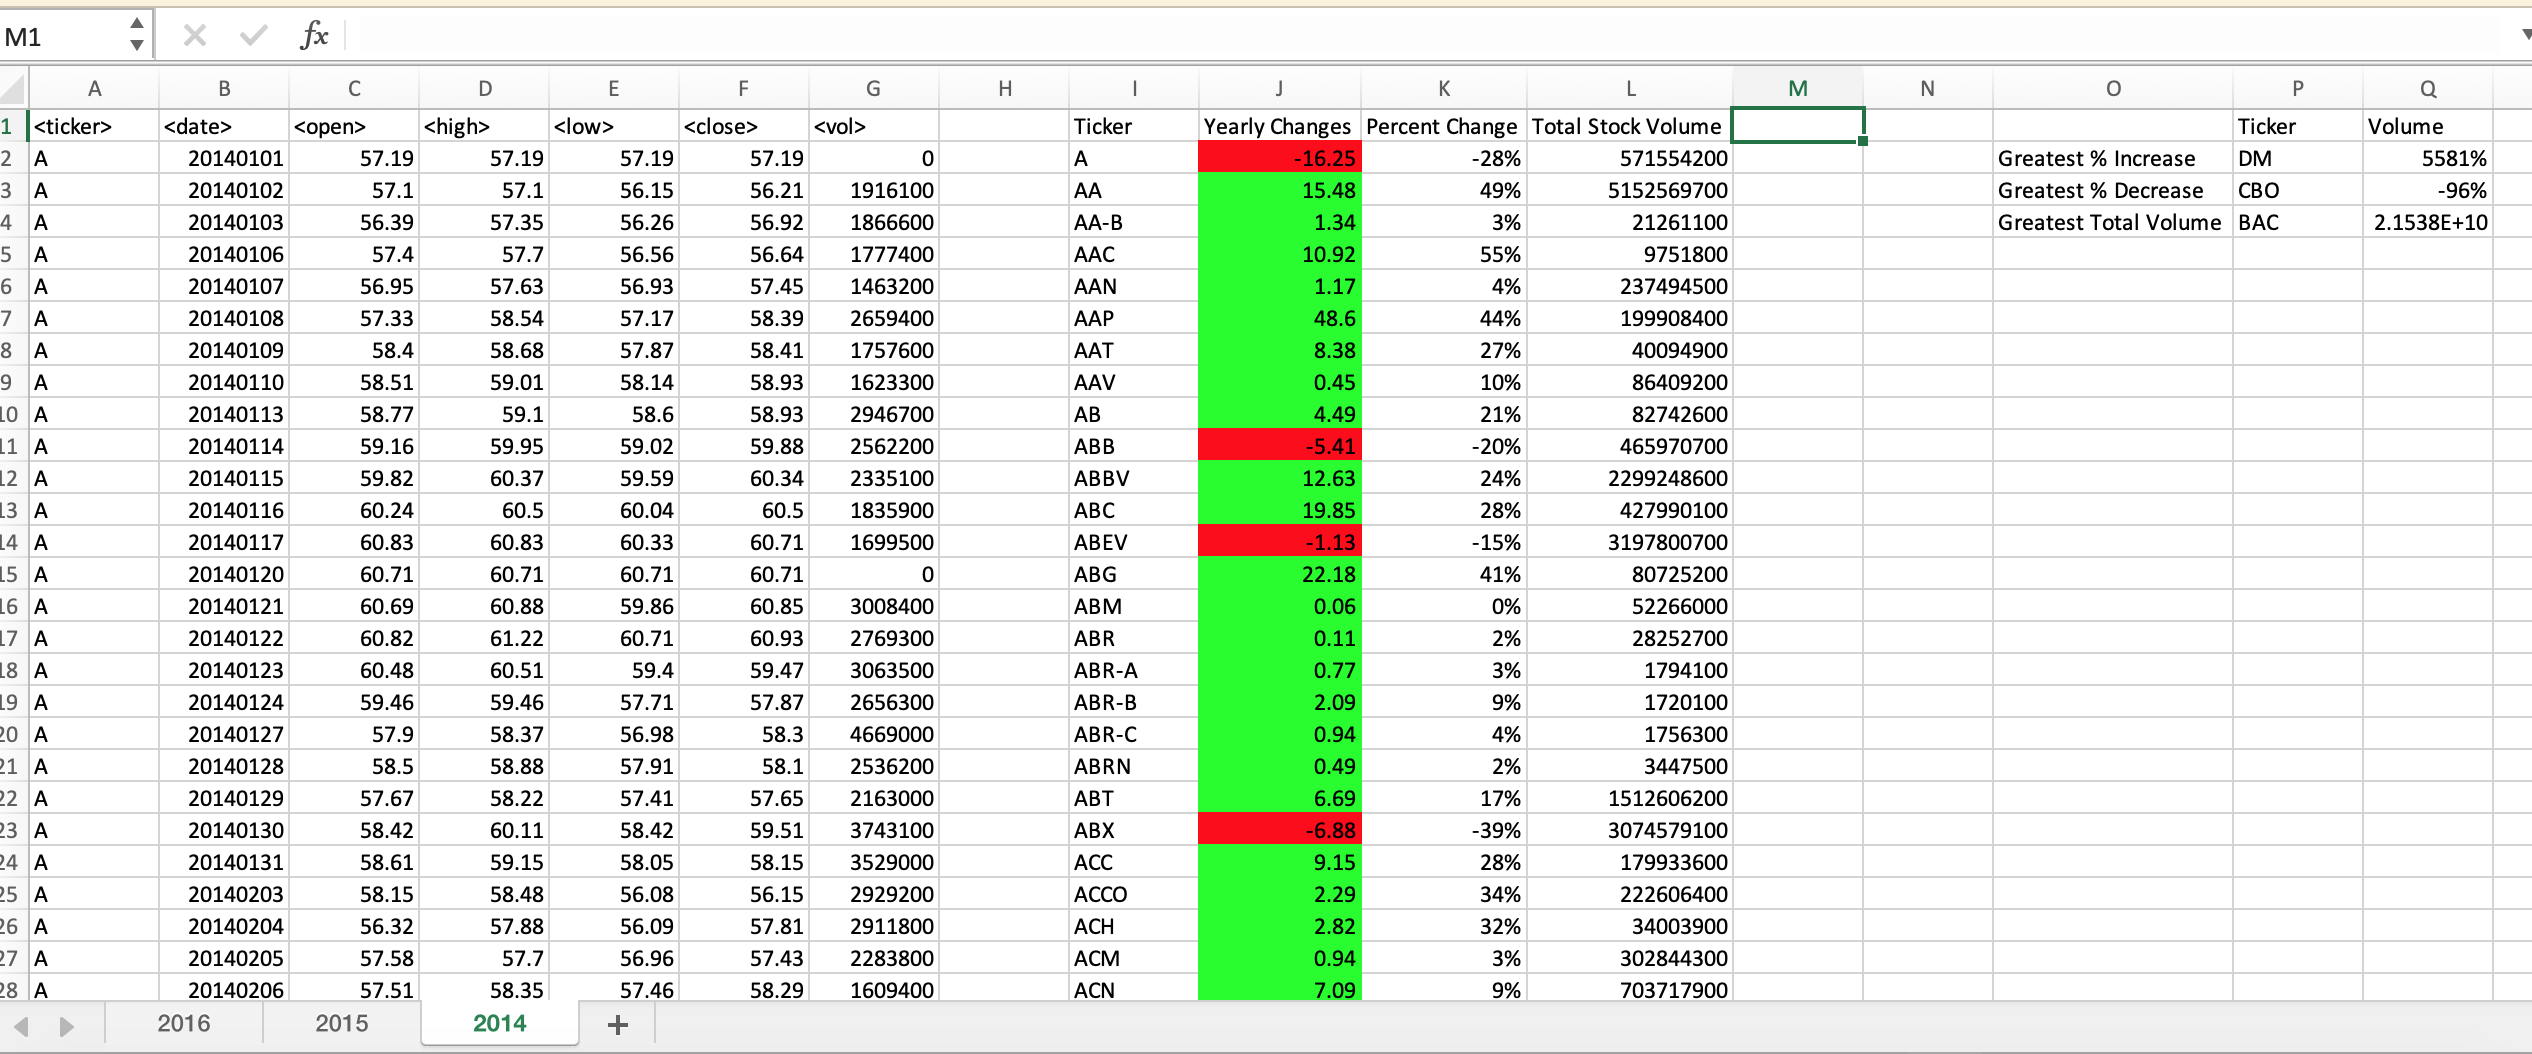 M1 fx
A B C D E F G H I J K L M N O P Q
1 <ticker> <date> <open> <high> <low> <close> <vol> Ticker Yearly Changes Percent Change Total Stock Volume Ticker Volume
2 A 20140101 57.19 57.19 57.19 57.19 0 A -16.25 -28% 571554200 Greatest % Increase DM 5581%
3 A 20140102 57.1 57.1 56.15 56.21 1916100 AA 15.48 49% 5152569700 Greatest % Decrease CBO -96%
4 A 20140103 56.39 57.35 56.26 56.92 1866600 AA-B 1.34 3% 21261100 Greatest Total Volume BAC 2.1538E+10
5 A 20140106 57.4 57.7 56.56 56.64 1777400 AAC 10.92 55% 9751800
6 A 20140107 56.95 57.63 56.93 57.45 1463200 AAN 1.17 4% 237494500
7 A 20140108 57.33 58.54 57.17 58.39 2659400 AAP 48.6 44% 199908400
8 A 20140109 58.4 58.68 57.87 58.41 1757600 AAT 8.38 27% 40094900
9 A 20140110 58.51 59.01 58.14 58.93 1623300 AAV 0.45 10% 86409200
10 A 20140113 58.77 59.1 58.6 58.93 2946700 AB 4.49 21% 82742600
11 A 20140114 59.16 59.95 59.02 59.88 2562200 ABB -5.41 -20% 465970700
12 A 20140115 59.82 60.37 59.59 60.34 2335100 ABBV 12.63 24% 2299248600
13 A 20140116 60.24 60.5 60.04 60.5 1835900 ABC 19.85 28% 427990100
14 A 20140117 60.83 60.83 60.33 60.71 1699500 ABEV -1.13 -15% 3197800700
15 A 20140120 60.71 60.71 60.71 60.71 0 ABG 22.18 41% 80725200
16 A 20140121 60.69 60.88 59.86 60.85 3008400 ABM 0.06 0% 52266000
17 A 20140122 60.82 61.22 60.71 60.93 2769300 ABR 0.11 2% 28252700
18 A 20140123 60.48 60.51 59.4 59.47 3063500 ABR-A 0.77 3% 1794100
19 A 20140124 59.46 59.46 57.71 57.87 2656300 ABR-B 2.09 9% 1720100
20 A 20140127 57.9 58.37 56.98 58.3 4669000 ABR-C 0.94 4% 1756300
21 A 20140128 58.5 58.88 57.91 58.1 2536200 ABRN 0.49 2% 3447500
22 A 20140129 57.67 58.22 57.41 57.65 2163000 ABT 6.69 17% 1512606200
23 A 20140130 58.42 60.11 58.42 59.51 3743100 ABX -6.88 -39% 3074579100
24 A 20140131 58.61 59.15 58.05 58.15 3529000 ACC 9.15 28% 179933600
25 A 20140203 58.15 58.48 56.08 56.15 2929200 ACCO 2.29 34% 222606400
26 A 20140204 56.32 57.88 56.09 57.81 2911800 ACH 2.82 32% 34003900
27 A 20140205 57.58 57.7 56.96 57.43 2283800 ACM 0.94 3% 302844300
28 A 20140206 57.51 58.35 57.46 58.29 1609400 ACN 7.09 9% 703717900
2016 2015 2014 +